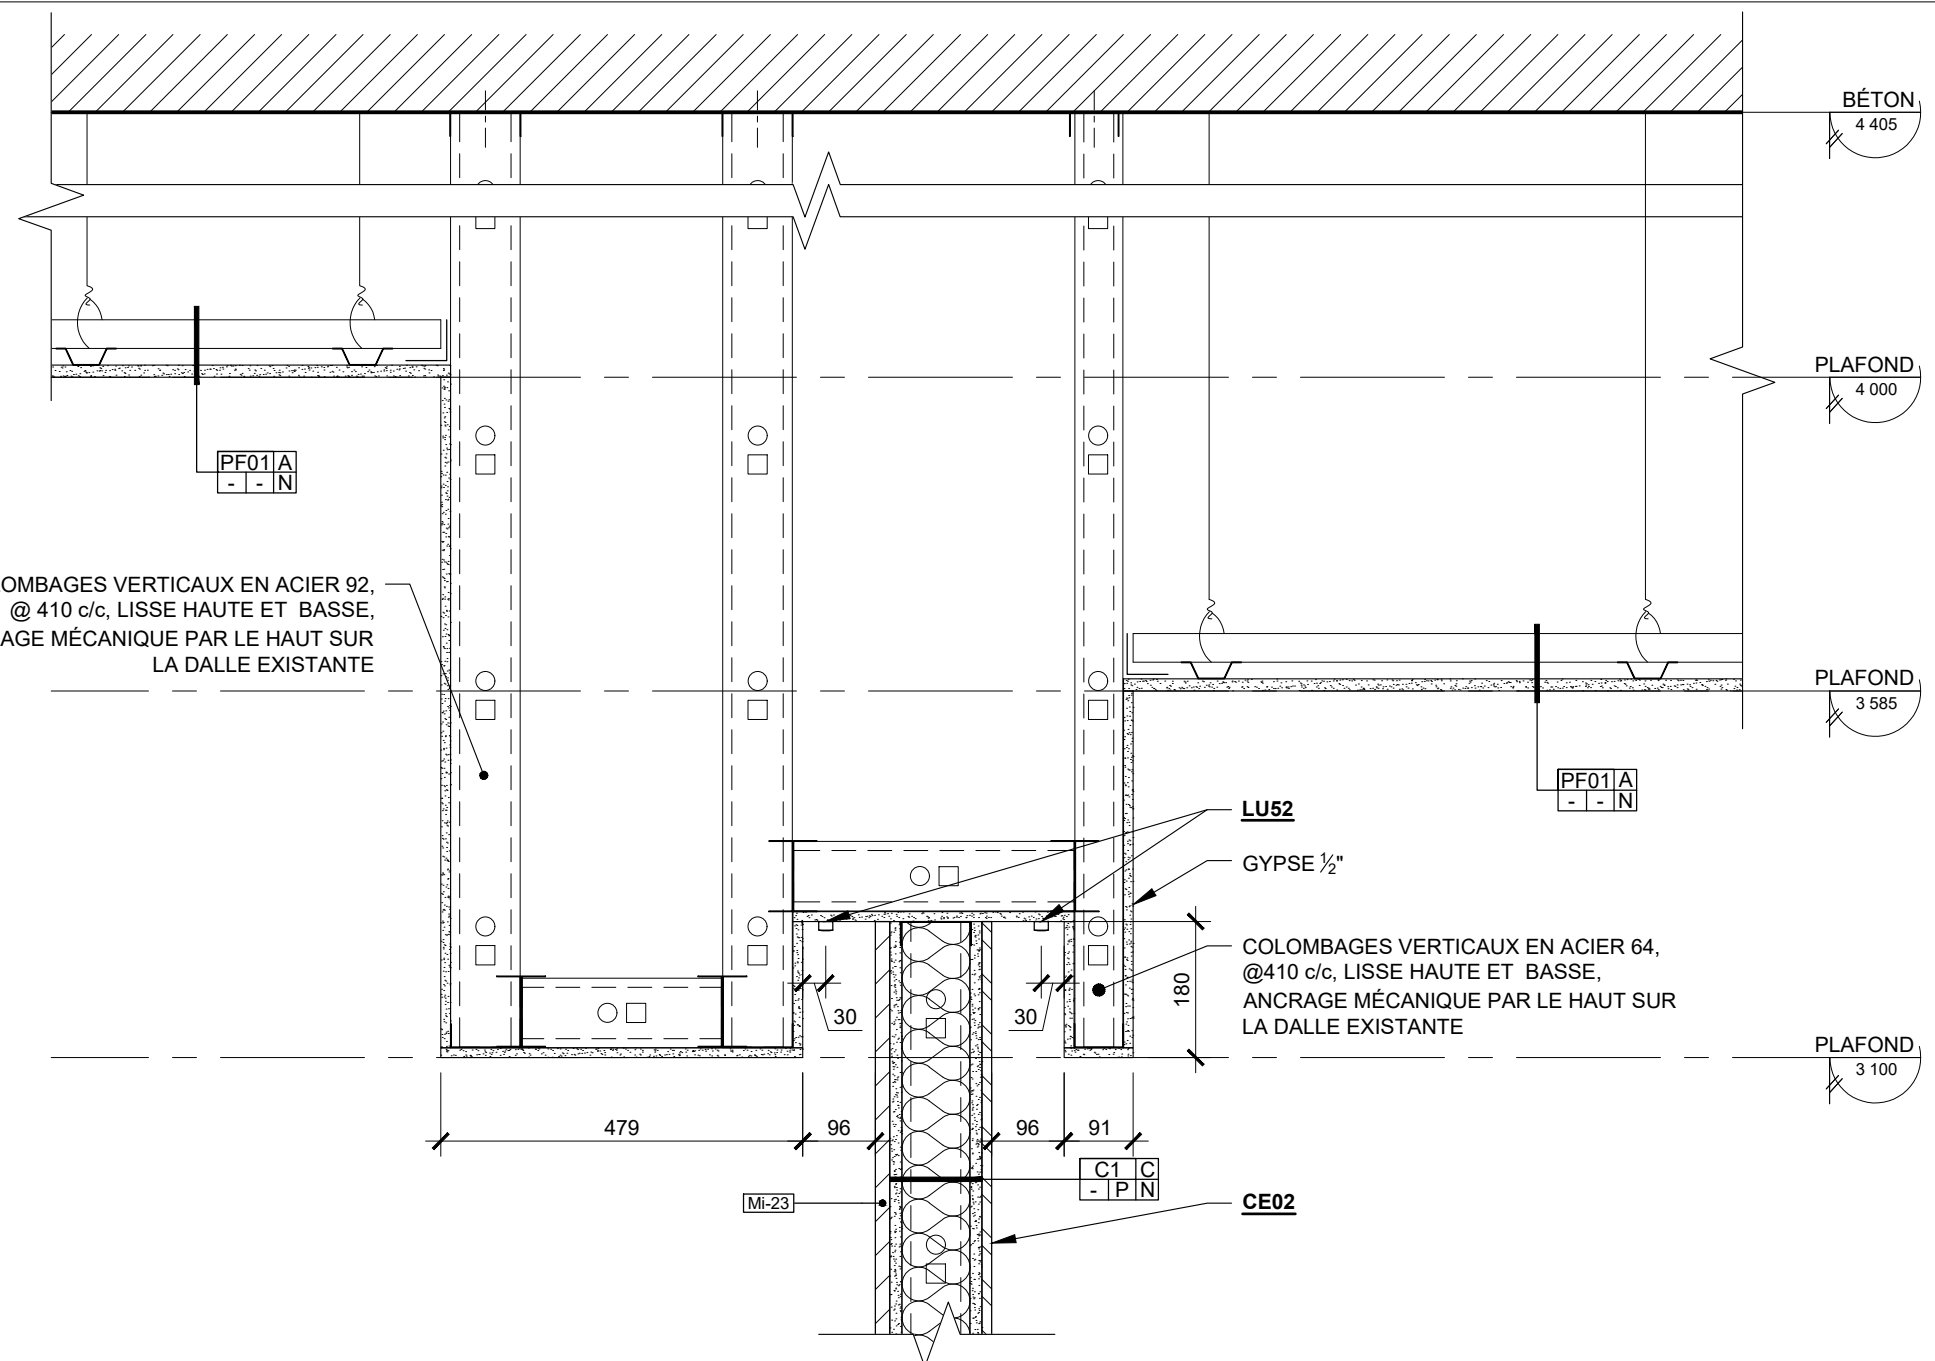 BÉTON
4 405
PLAFOND
4 000
PF01 A
- - N
OMBAGES VERTICAUX EN ACIER 92,
@ 410 c/c, LISSE HAUTE ET BASSE,
AGE MÉCANIQUE PAR LE HAUT SUR
LA DALLE EXISTANTE
PLAFOND
3 585
PF01 A
- - N
LU52
GYPSE ½"
COLOMBAGES VERTICAUX EN ACIER 64,
@410 c/c, LISSE HAUTE ET BASSE,
ANCRAGE MÉCANIQUE PAR LE HAUT SUR
LA DALLE EXISTANTE
180
30
30
PLAFOND
3 100
479
96
96
91
C1 C
- P N
Mi-23
CE02